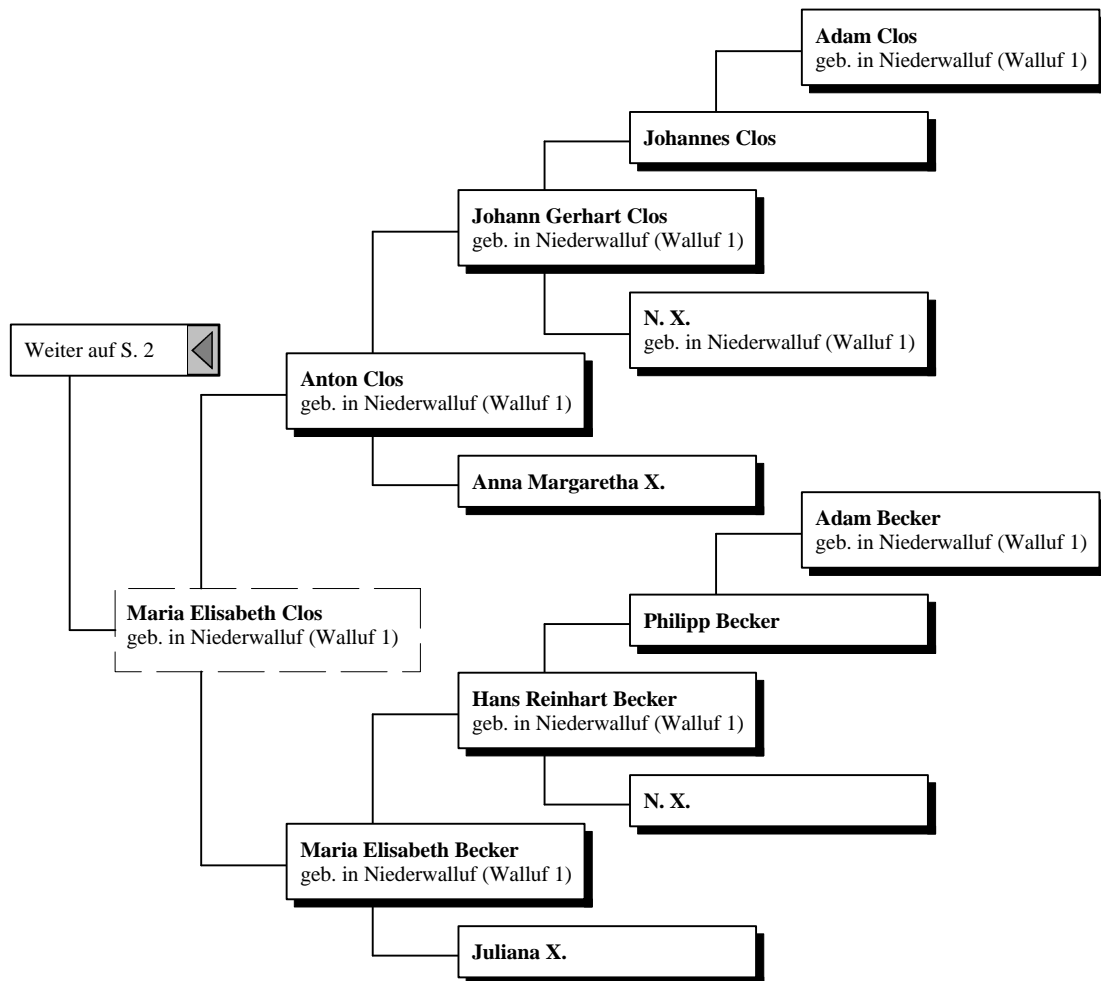 Adam Clos
geb. in Niederwalluf (Walluf 1)
Johannes Clos
Johann Gerhart Clos
geb. in Niederwalluf (Walluf 1)
N. X.
geb. in Niederwalluf (Walluf 1)
Weiter auf S. 2
Anton Clos
geb. in Niederwalluf (Walluf 1)
Anna Margaretha X.
Adam Becker
geb. in Niederwalluf (Walluf 1)
Maria Elisabeth Clos
geb. in Niederwalluf (Walluf 1)
Philipp Becker
Hans Reinhart Becker
geb. in Niederwalluf (Walluf 1)
N. X.
Maria Elisabeth Becker
geb. in Niederwalluf (Walluf 1)
Juliana X.